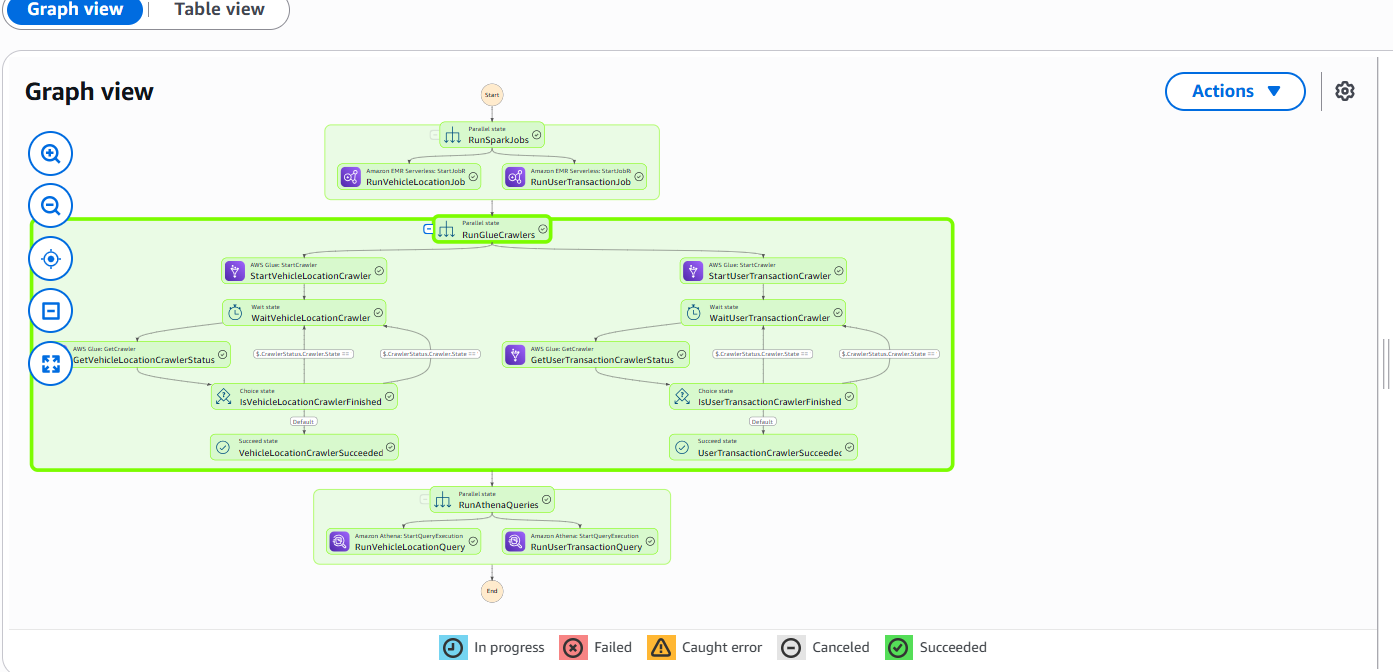 Graph view
Table view
Graph view
Actions
Start
Parallel state
RunSparkJobs
Amazon EMR Serverless: StartJobR
RunVehicleLocationJob
Amazon EMR Serverless: StartJobR
RunUserTransactionJob
Parallel state
RunGlueCrawlers
AWS Glue: StartCrawler
StartVehicleLocationCrawler
AWS Glue: StartCrawler
StartUserTransactionCrawler
Wait state
WaitVehicleLocationCrawler
Wait state
WaitUserTransactionCrawler
AWS Glue: GetCrawler
GetVehicleLocationCrawlerStatus
$.CrawlerStatus.Crawler.State ==
$.CrawlerStatus.Crawler.State ==
AWS Glue: GetCrawler
GetUserTransactionCrawlerStatus
$.CrawlerStatus.Crawler.State ==
$.CrawlerStatus.Crawler.State ==
Choice state
IsVehicleLocationCrawlerFinished
Choice state
IsUserTransactionCrawlerFinished
Default
Default
Succeed state
VehicleLocationCrawlerSucceeded
Succeed state
UserTransactionCrawlerSucceedec
Parallel state
RunAthenaQueries
Amazon Athena: StartQueryExecution
RunVehicleLocationQuery
Amazon Athena: StartQueryExecution
RunUserTransactionQuery
End
In progress
Failed
Caught error
Canceled
Succeeded